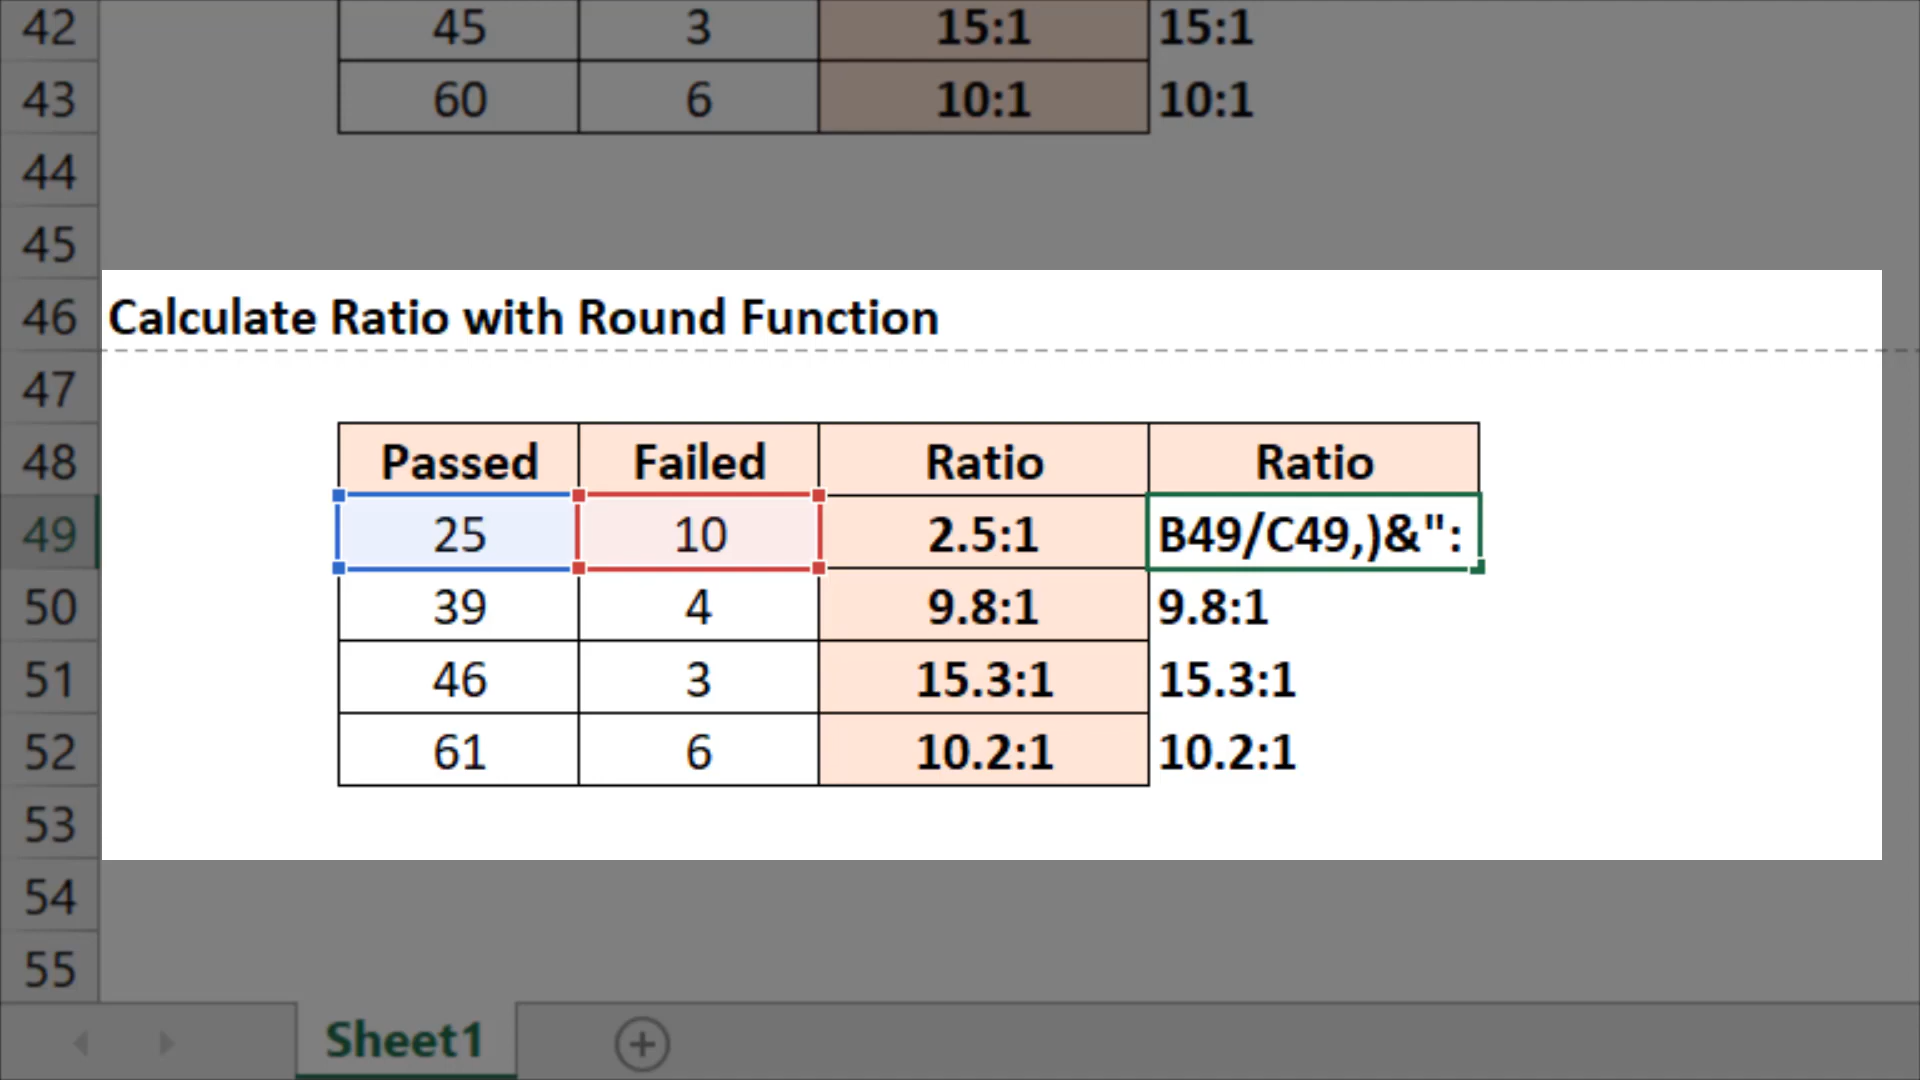 42 45 3 15:1 15:1
43 60 6 10:1 10:1
44
45
46 Calculate Ratio with Round Function
47
48 Passed Failed Ratio Ratio
49 25 10 2.5:1 B49/C49,)&":
50 39 4 9.8:1 9.8:1
51 46 3 15.3:1 15.3:1
52 61 6 10.2:1 10.2:1
53
54
55
Sheet1